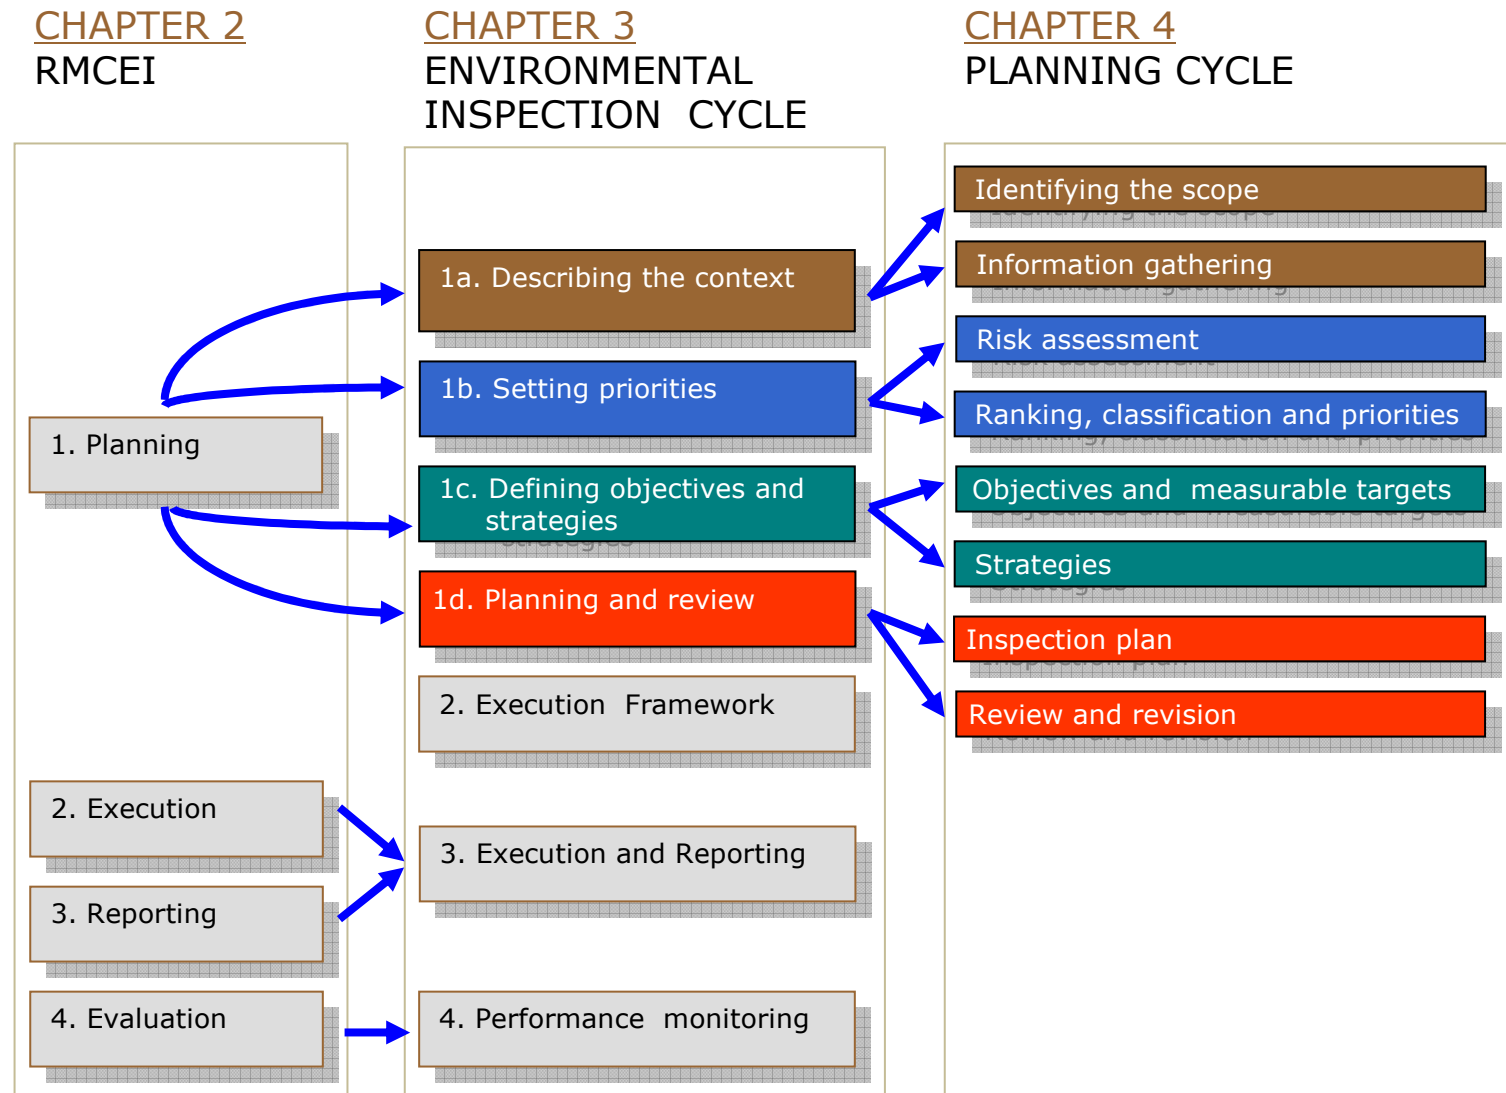 CHAPTER 2
RMCEI
CHAPTER 3
ENVIRONMENTAL
INSPECTION CYCLE
CHAPTER 4
PLANNING CYCLE
1. Planning
2. Execution
3. Reporting
4. Evaluation
1a. Describing the context
1b. Setting priorities
1c. Defining objectives and
strategies
1d. Planning and review
2. Execution Framework
3. Execution and Reporting
4. Performance monitoring
Identifying the scope
Information gathering
Risk assessment
Ranking, classification and priorities
Objectives and measurable targets
Strategies
Inspection plan
Review and revision